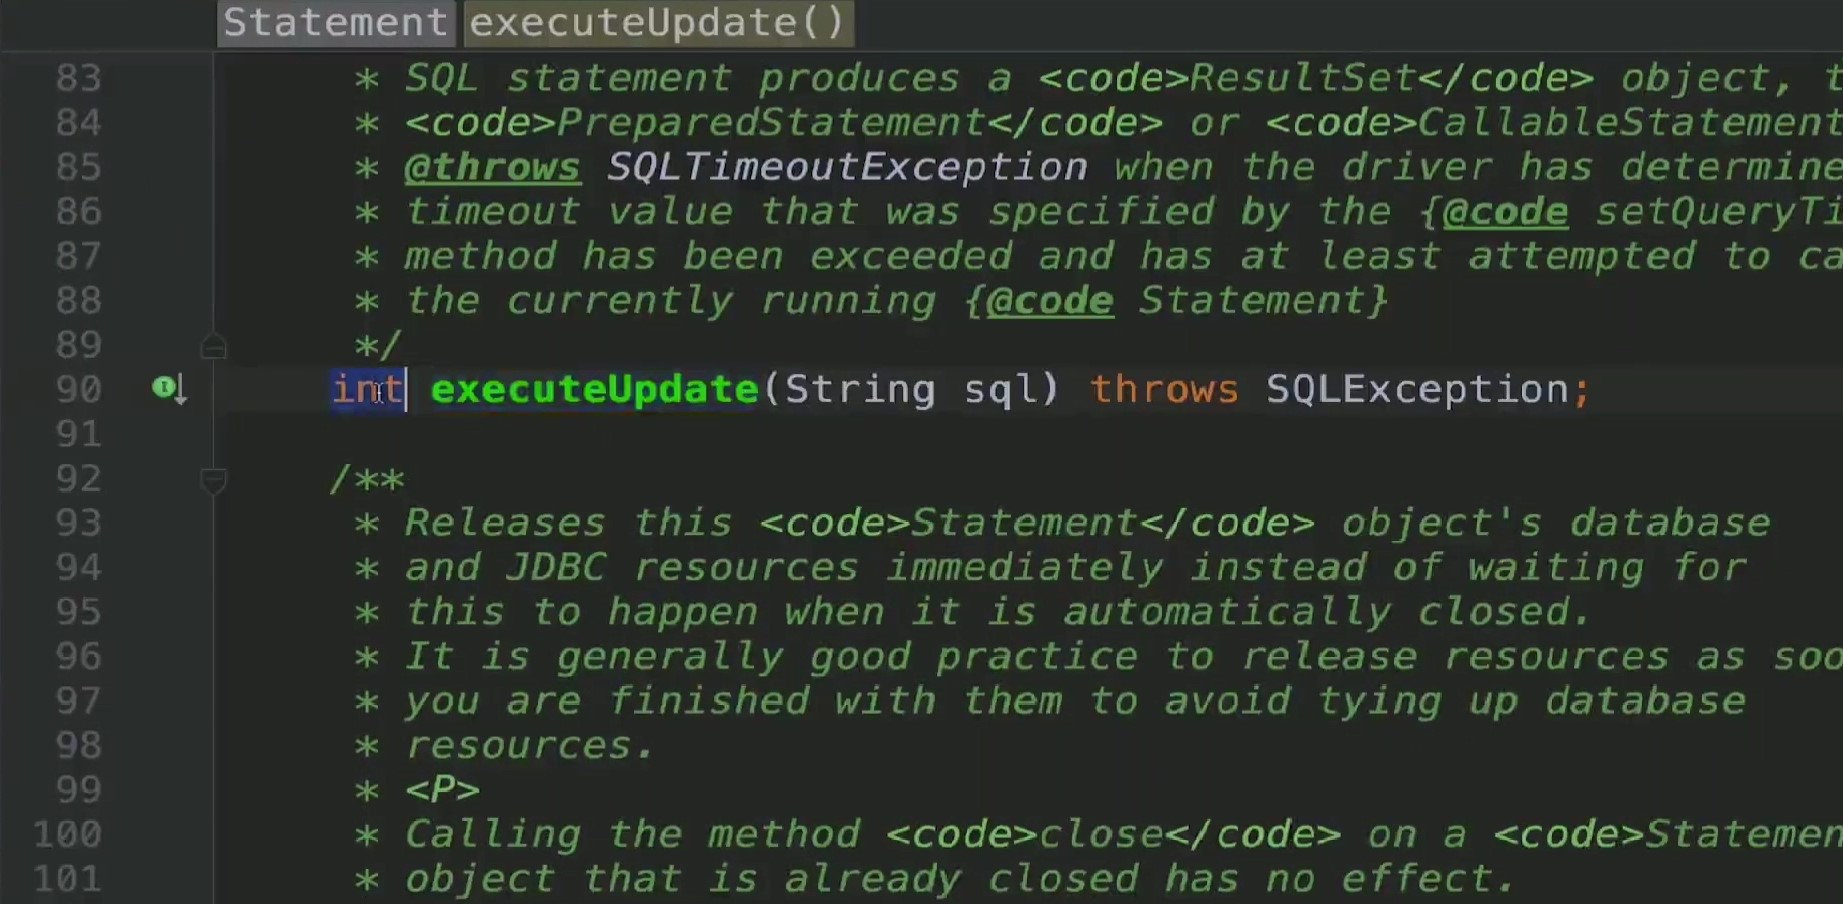 Statement executeUpdate()
83 * SQL statement produces a <code>ResultSet</code> object, t
84 * <code>PreparedStatement</code> or <code>CallableStatement
85 * @throws SQLTimeoutException when the driver has determine
86 * timeout value that was specified by the {@code setQueryTi
87 * method has been exceeded and has at least attempted to ca
88 * the currently running {@code Statement}
89 */
90 int executeUpdate(String sql) throws SQLException;
91
92 /**
93 * Releases this <code>Statement</code> object's database
94 * and JDBC resources immediately instead of waiting for
95 * this to happen when it is automatically closed.
96 * It is generally good practice to release resources as soo
97 * you are finished with them to avoid tying up database
98 * resources.
99 * <P>
100 * Calling the method <code>close</code> on a <code>Statemen
101 * object that is already closed has no effect.